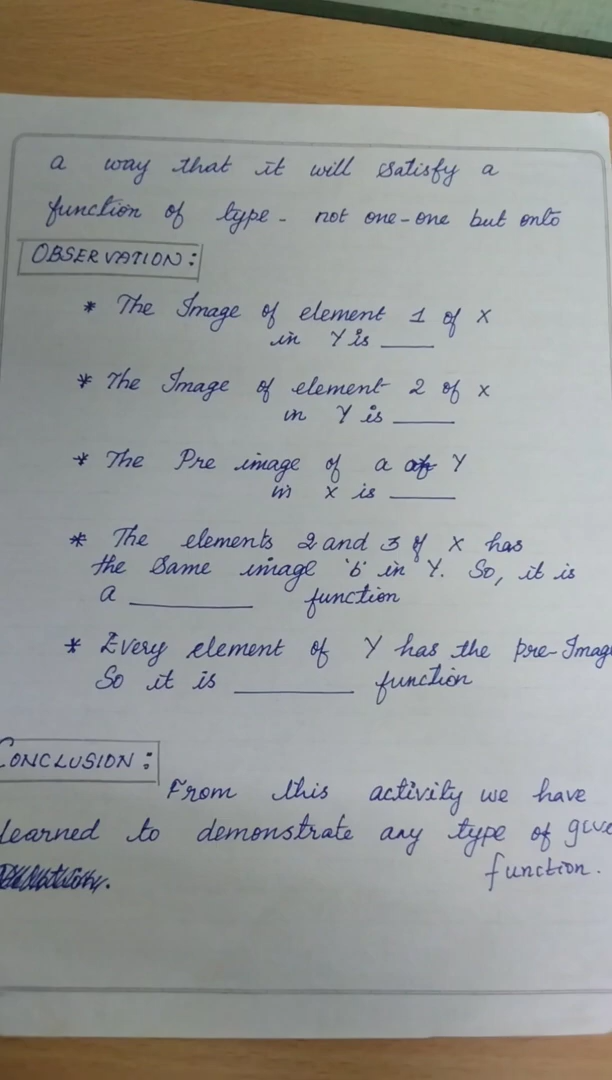 a way that it will satisfy a
function of type - not one-one but onto
OBSERVATION:
* The Image of element 1 of X
in Y is ____
* The Image of element 2 of X
in Y is ____
* The Pre image of a of Y
in X is ____
* The elements 2 and 3 of X has
the same image 'b' in Y. So, it is
a ________ function
* Every element of Y has the pre-Image
So it is ________ function
CONCLUSION:
From this activity we have
learned to demonstrate any type of give
function.